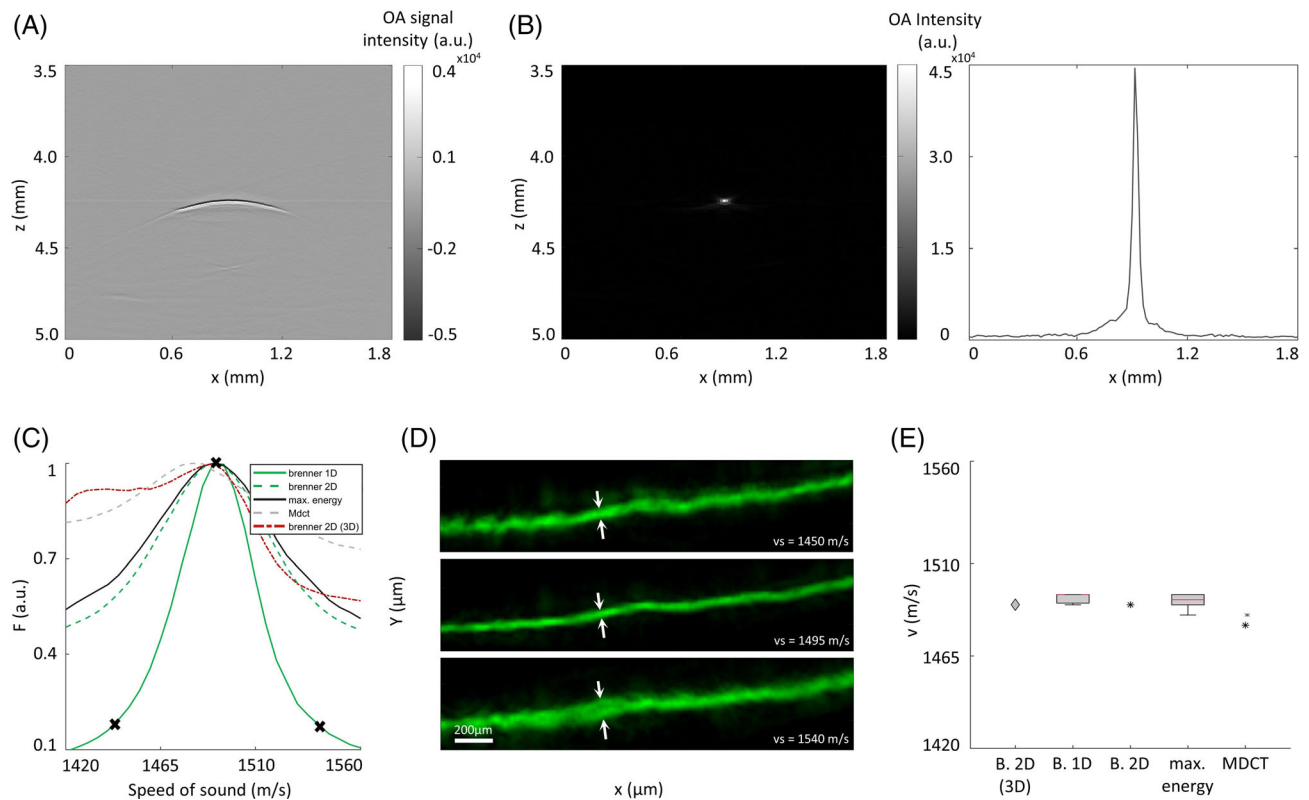 (A)
OA signal
intensity (a.u.)
x10⁴
3.5
4.0
4.5
5.0
z (mm)
0 0.6 1.2 1.8
x (mm)
0.4
0.1
-0.2
-0.5
(B)
OA Intensity
(a.u.)
x10⁴
3.5
4.0
4.5
5.0
z (mm)
0 0.6 1.2 1.8
x (mm)
4.5
3.0
1.5
0
0 0.6 1.2 1.8
x (mm)
(C)
1
0.7
0.4
0.1
F (a.u.)
brenner 1D
brenner 2D
max. energy
Mdct
brenner 2D (3D)
1420 1465 1510 1560
Speed of sound (m/s)
(D)
Y (µm)
vs = 1450 m/s
vs = 1495 m/s
200µm
vs = 1540 m/s
x (µm)
(E)
1560
1510
1465
1420
v (m/s)
B. 2D B. 1D B. 2D max. MDCT
(3D) energy